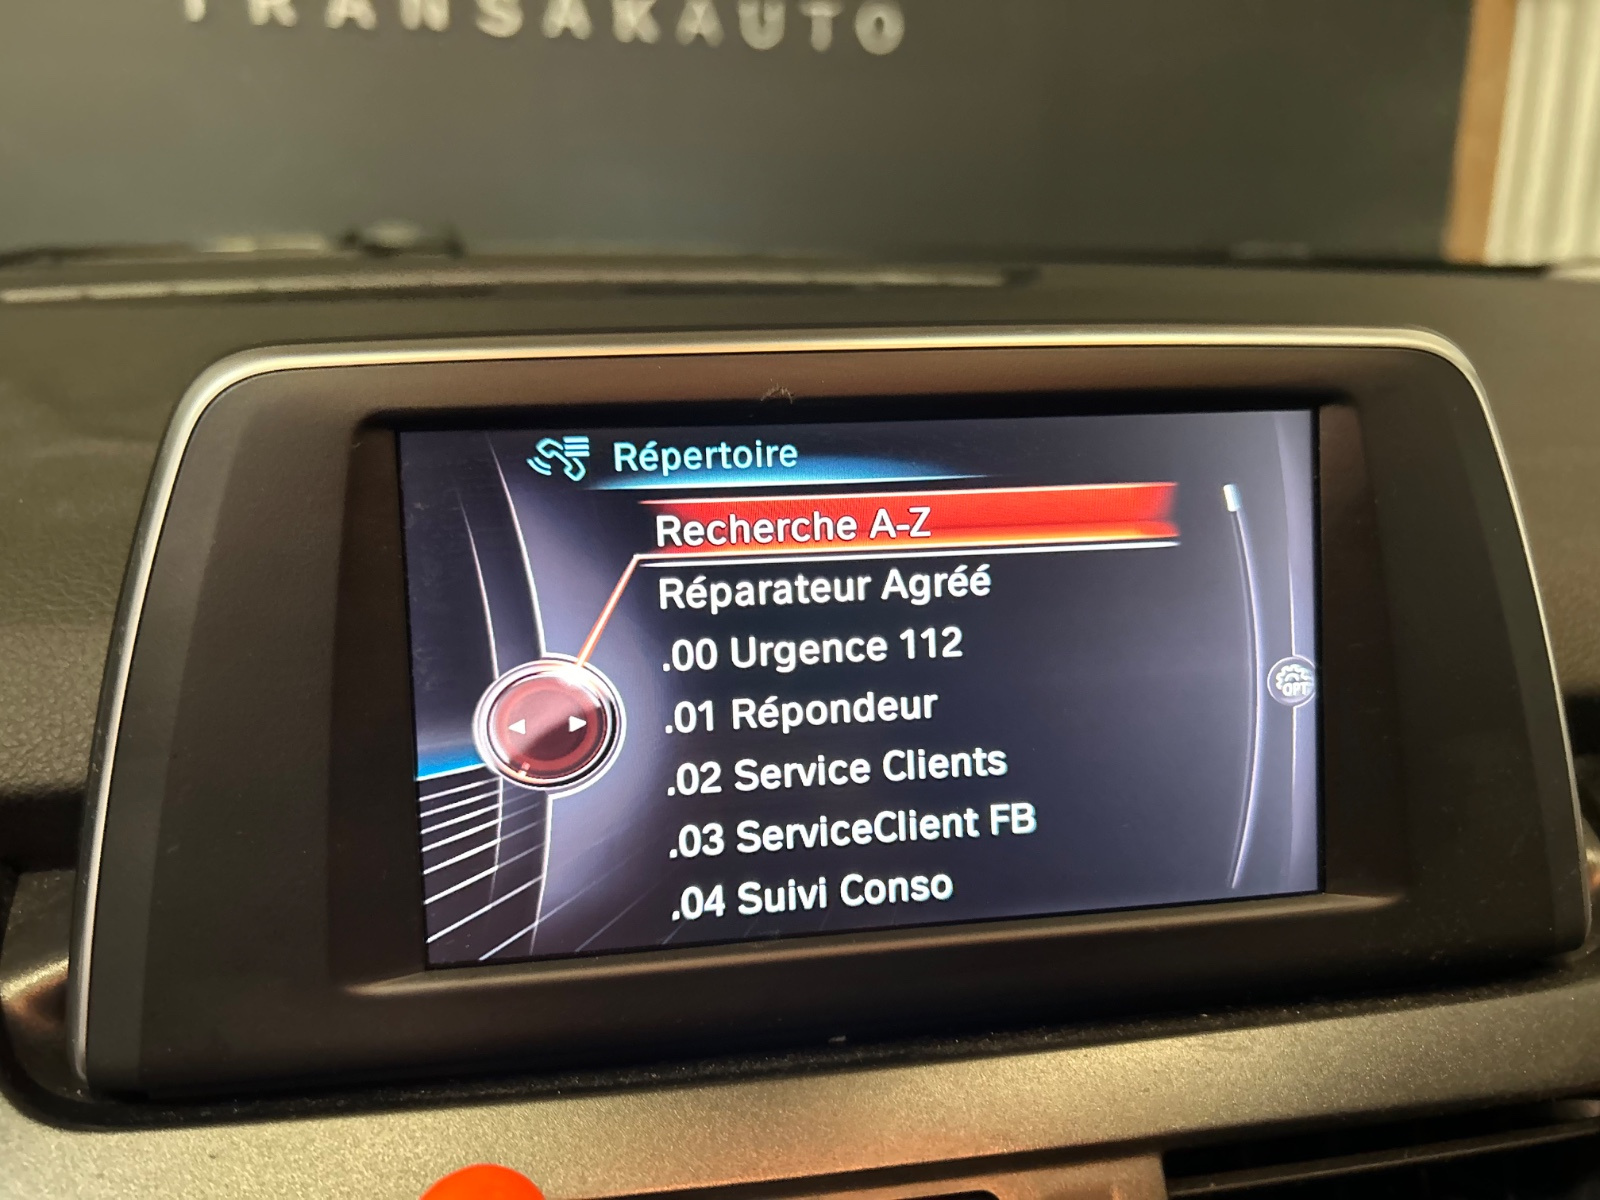 TRANSAKAUTO
Répertoire
Recherche A-Z
Réparateur Agréé
.00 Urgence 112
.01 Répondeur
.02 Service Clients
.03 ServiceClient FB
.04 Suivi Conso
OPT